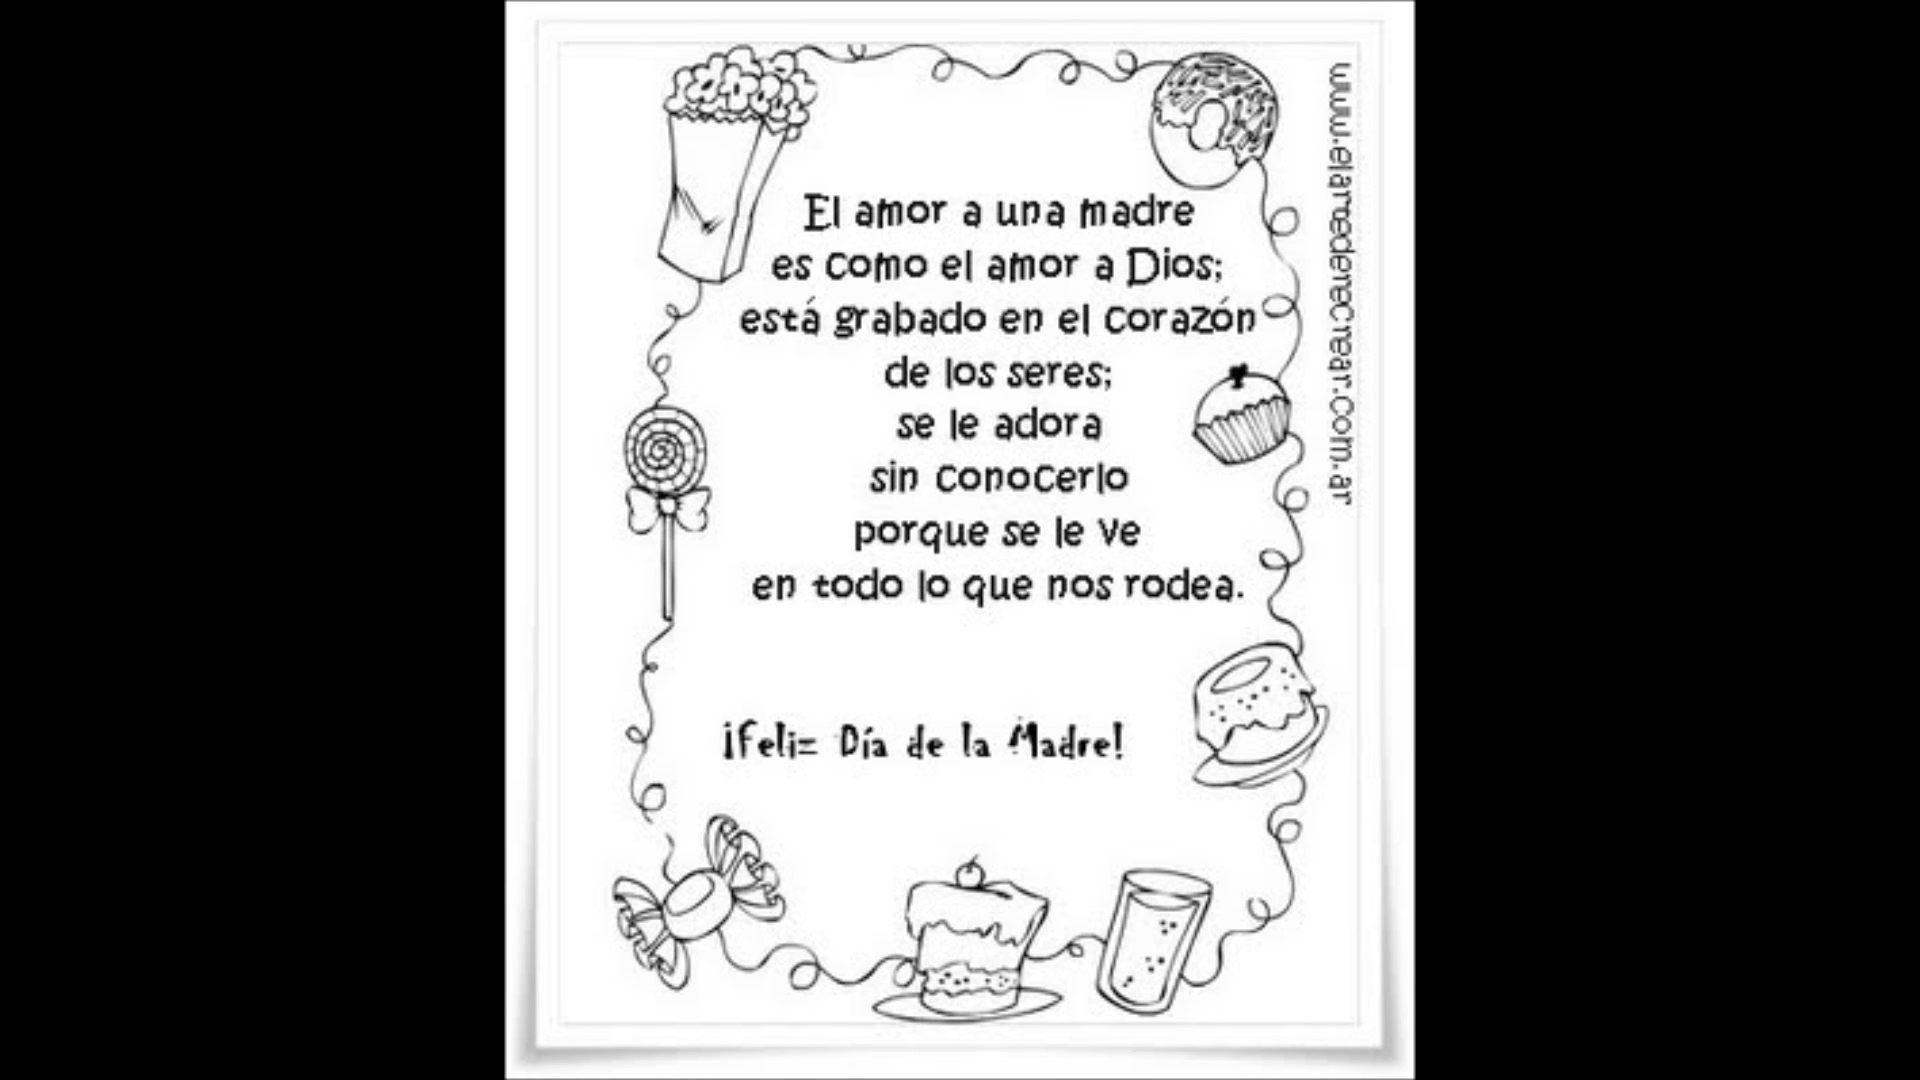 El amor a una madre
es como el amor a Dios;
está grabado en el corazón
de los seres;
se le adora
sin conocerlo
porque se le ve
en todo lo que nos rodea.
¡Feliz Día de la Madre!
www.elartederecrear.com.ar